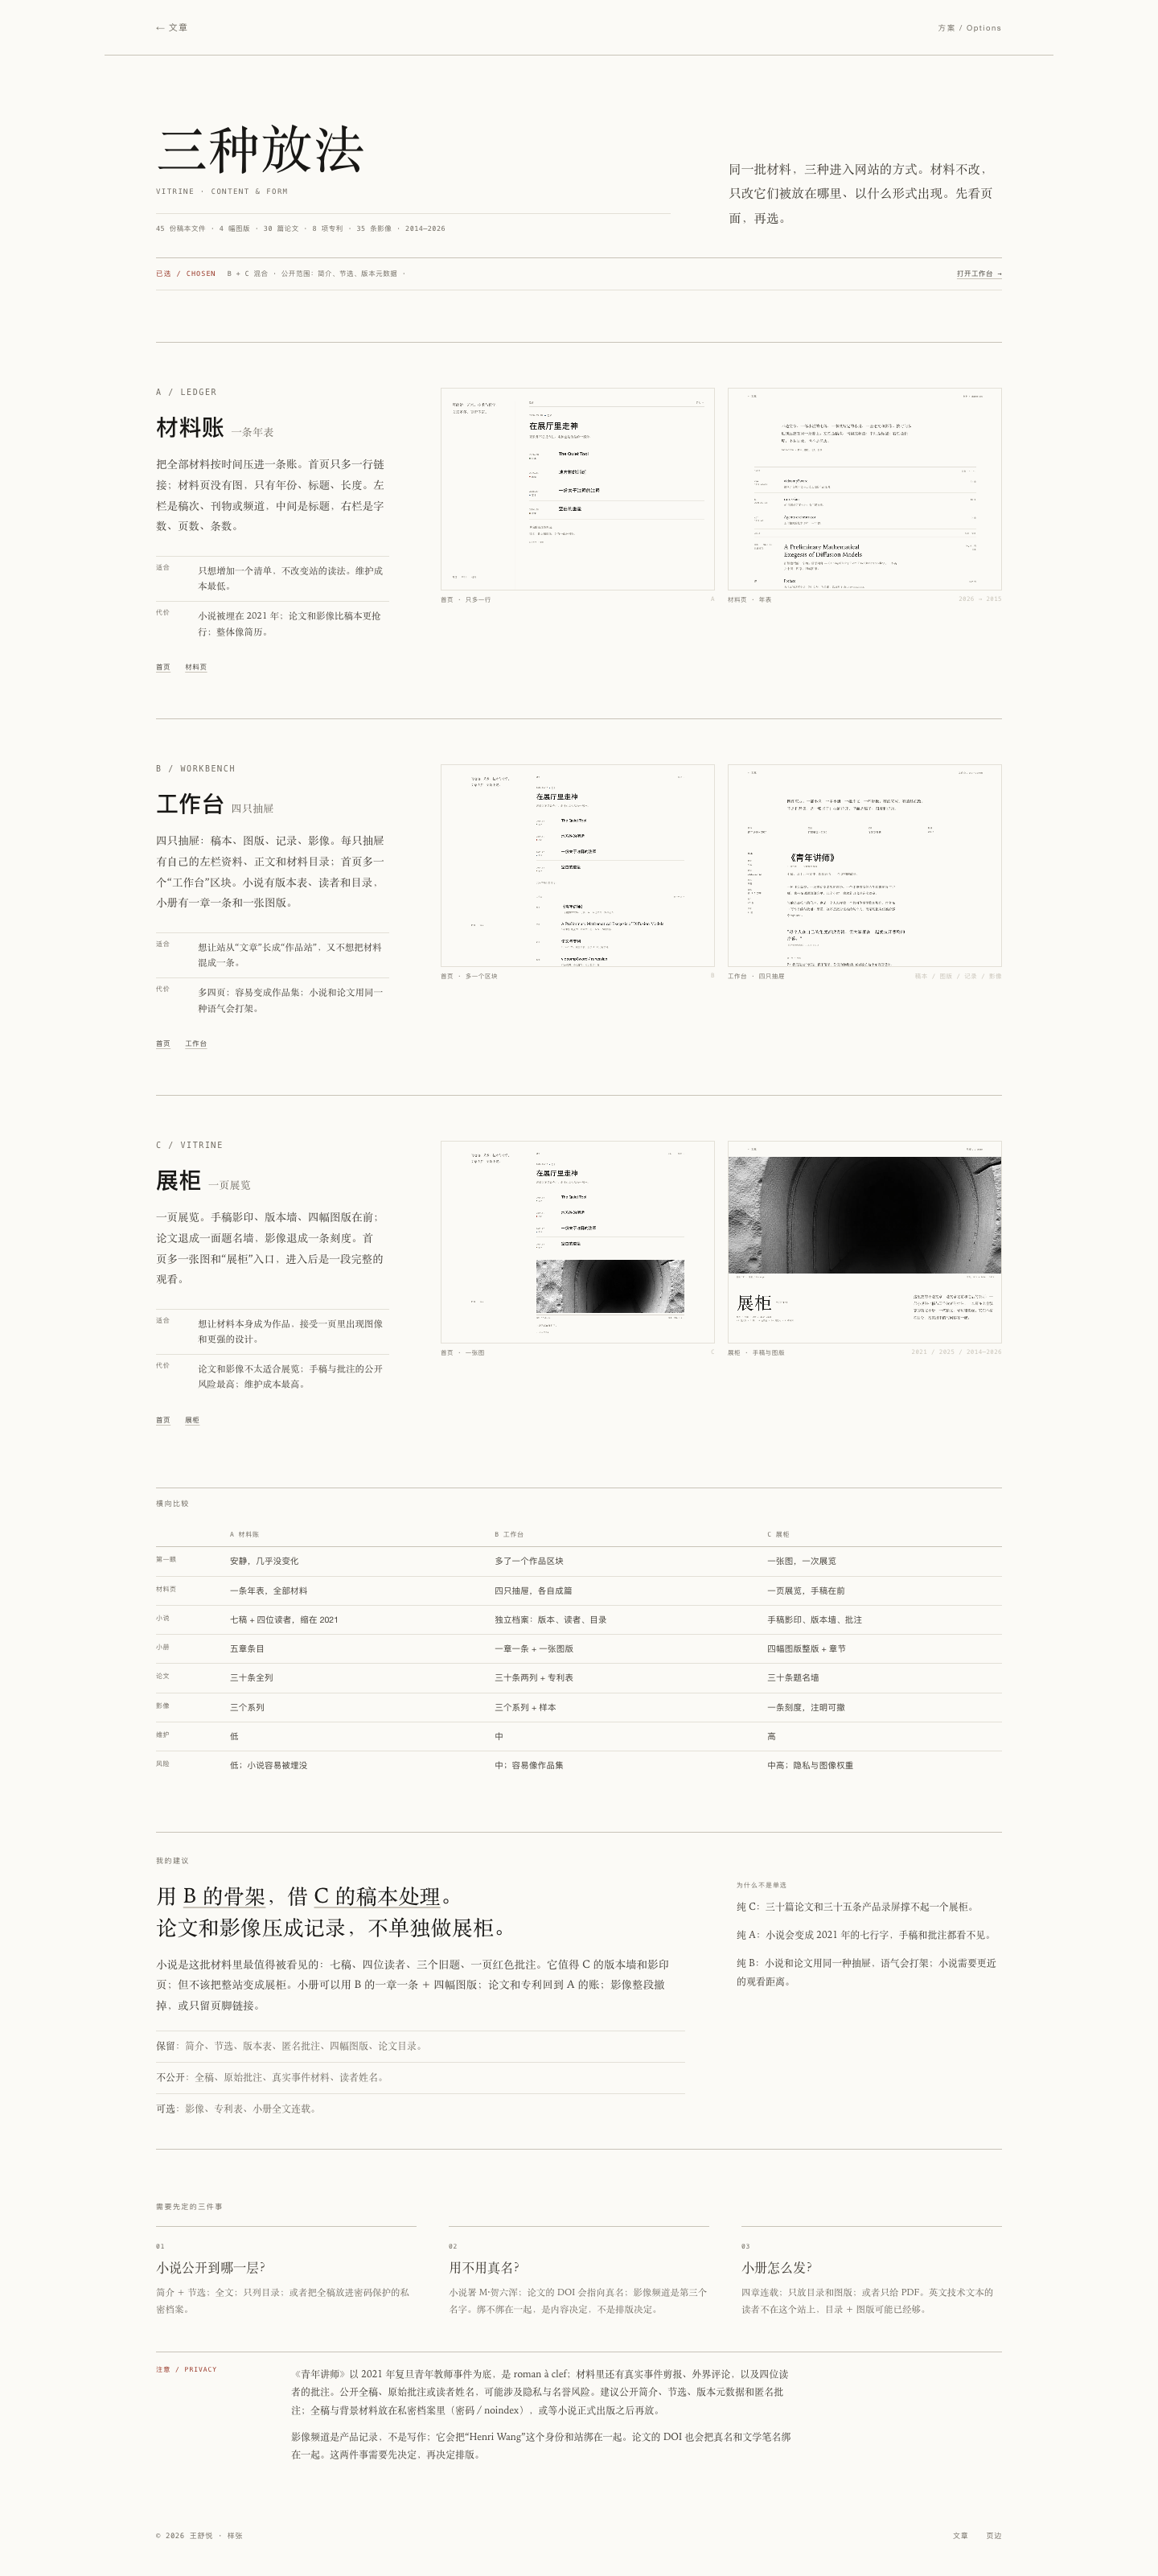 ← 文章
方案 / Options
三种放法
VITRINE · CONTENT & FORM
45 份稿本文件 · 4 幅图版 · 30 篇论文 · 8 项专利 · 35 条影像 · 2014–2026
同一批材料，三种进入网站的方式。材料不改，
只改它们被放在哪里、以什么形式出现。先看页
面，再选。
已选 / CHOSEN B + C 混合 · 公开范围：简介、节选、版本元数据 ·
打开工作台 →
A / LEDGER
材料账 一条年表
把全部材料按时间压进一条账。首页只多一行链
接；材料页没有图，只有年份、标题、长度。左
栏是稿次、刊物或频道，中间是标题，右栏是字
数、页数、条数。
适合 只想增加一个清单，不改变站的读法。维护成
本最低。
代价 小说被埋在 2021 年；论文和影像比稿本更抢
行；整体像简历。
首页 材料页
在展厅里走神
The Quiet Tool
A Preliminary Mathematical
Exegesis of Diffusion Models
首页 · 只多一行 A
材料页 · 年表 2026 → 2015
B / WORKBENCH
工作台 四只抽屉
四只抽屉：稿本、图版、记录、影像。每只抽屉
有自己的左栏资料、正文和材料目录；首页多一
个“工作台”区块。小说有版本表、读者和目录，
小册有一章一条和一张图版。
适合 想让站从“文章”长成“作品站”，又不想把材料
混成一条。
代价 多四页；容易变成作品集；小说和论文用同一
种语气会打架。
首页 工作台
在展厅里走神
The Quiet Tool
《青年讲师》
首页 · 多一个区块 B
工作台 · 四只抽屉 稿本 / 图版 / 记录 / 影像
C / VITRINE
展柜 一页展览
一页展览。手稿影印、版本墙、四幅图版在前；
论文退成一面题名墙，影像退成一条刻度。首
页多一张图和“展柜”入口，进入后是一段完整的
观看。
适合 想让材料本身成为作品，接受一页里出现图像
和更强的设计。
代价 论文和影像不太适合展览；手稿与批注的公开
风险最高；维护成本最高。
首页 展柜
在展厅里走神
The Quiet Tool
展柜
首页 · 一张图 C
展柜 · 手稿与图版 2021 / 2025 / 2014–2026
横向比较
A 材料账 B 工作台 C 展柜
第一眼 安静，几乎没变化 多了一个作品区块 一张图，一次展览
材料页 一条年表，全部材料 四只抽屉，各自成篇 一页展览，手稿在前
小说 七稿 + 四位读者，缩在 2021 独立档案：版本、读者、目录 手稿影印、版本墙、批注
小册 五章条目 一章一条 + 一张图版 四幅图版整版 + 章节
论文 三十条全列 三十条两列 + 专利表 三十条题名墙
影像 三个系列 三个系列 + 样本 一条刻度，注明可撤
维护 低 中 高
风险 低；小说容易被埋没 中；容易像作品集 中高；隐私与图像权重
我的建议
用 B 的骨架，借 C 的稿本处理。
论文和影像压成记录，不单独做展柜。
小说是这批材料里最值得被看见的：七稿、四位读者、三个旧题、一页红色批注。它值得 C 的版本墙和影印
页；但不该把整站变成展柜。小册可以用 B 的一章一条 + 四幅图版；论文和专利回到 A 的账；影像整段撤
掉，或只留页脚链接。
保留：简介、节选、版本表、匿名批注、四幅图版、论文目录。
不公开：全稿、原始批注、真实事件材料、读者姓名。
可选：影像、专利表、小册全文连载。
为什么不是单选
纯 C：三十篇论文和三十五条产品录屏撑不起一个展柜。
纯 A：小说会变成 2021 年的七行字，手稿和批注都看不见。
纯 B：小说和论文用同一种抽屉，语气会打架；小说需要更近
的观看距离。
需要先定的三件事
01
小说公开到哪一层？
简介 + 节选；全文；只列目录；或者把全稿放进密码保护的私
密档案。
02
用不用真名？
小说署 M·贺六浑；论文的 DOI 会指向真名；影像频道是第三个
名字。绑不绑在一起，是内容决定，不是排版决定。
03
小册怎么发？
四章连载；只放目录和图版；或者只给 PDF。英文技术文本的
读者不在这个站上，目录 + 图版可能已经够。
注意 / PRIVACY
《青年讲师》以 2021 年复旦青年教师事件为底，是 roman à clef；材料里还有真实事件剪报、外界评论，以及四位读
者的批注。公开全稿、原始批注或读者姓名，可能涉及隐私与名誉风险。建议公开简介、节选、版本元数据和匿名批
注；全稿与背景材料放在私密档案里（密码 / noindex），或等小说正式出版之后再放。
影像频道是产品记录，不是写作；它会把“Henri Wang”这个身份和站绑在一起。论文的 DOI 也会把真名和文学笔名绑
在一起。这两件事需要先决定，再决定排版。
© 2026 王舒悦 · 样张
文章 页边